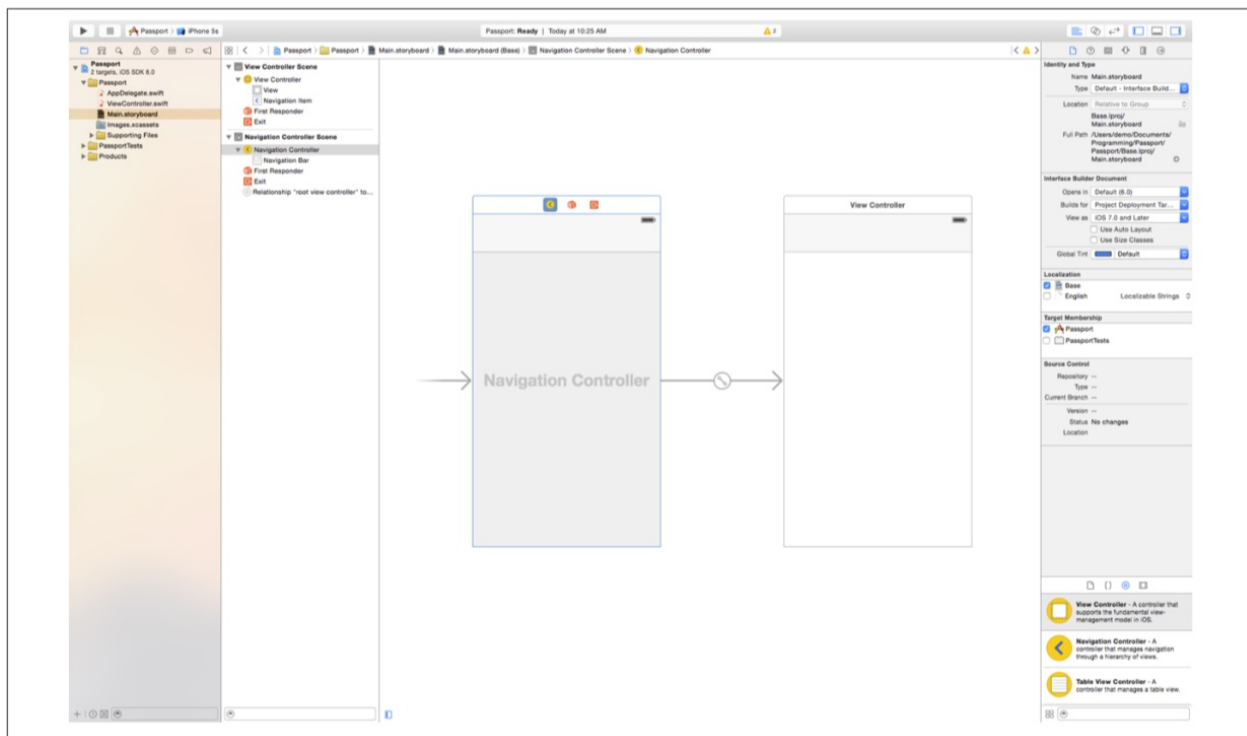 Passport › iPhone 5s
Passport: Ready | Today at 10:25 AM
Passport › Passport › Main.storyboard › Main.storyboard (Base) › Navigation Controller Scene › Navigation Controller
Passport
2 targets, iOS SDK 8.0
Passport
AppDelegate.swift
ViewController.swift
Main.storyboard
Images.xcassets
Supporting Files
PassportTests
Products
View Controller Scene
View Controller
View
Navigation Item
First Responder
Exit
Navigation Controller Scene
Navigation Controller
Navigation Bar
First Responder
Exit
Relationship "root view controller" to...
Navigation Controller
View Controller
Identity and Type
Name Main.storyboard
Type Default - Interface Build...
Location Relative to Group
Base.lproj/
Main.storyboard
Full Path /Users/demo/Documents/
Programming/Passport/
Passport/Base.lproj/
Main.storyboard
Interface Builder Document
Opens in Default (6.0)
Builds for Project Deployment Tar...
View as iOS 7.0 and Later
Use Auto Layout
Use Size Classes
Global Tint Default
Localization
Base
English Localizable Strings
Target Membership
Passport
PassportTests
Source Control
Repository --
Type --
Current Branch --
Version --
Status No changes
Location
View Controller - A controller that
supports the fundamental view-
management model in iOS.
Navigation Controller - A
controller that manages navigation
through a hierarchy of views.
Table View Controller - A
controller that manages a table view.